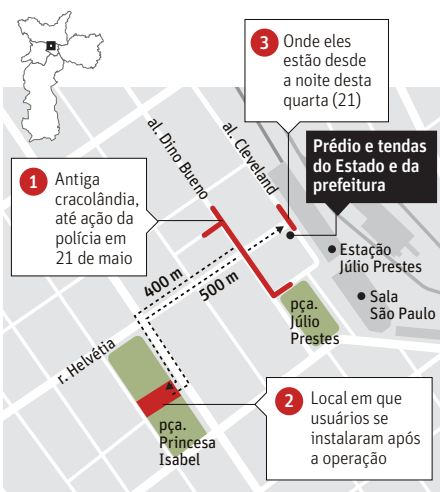 3
Onde eles
estão desde
a noite desta
quarta (21)
al. Dino Bueno
al. Cleveland
Prédio e tendas
do Estado e da
prefeitura
1
Antiga
cracolândia,
até ação da
polícia em
21 de maio
Estação
Júlio Prestes
400 m
500 m
Sala
São Paulo
pça.
Júlio
Prestes
r. Helvétia
2
Local em que
usuários se
instalaram após
a operação
pça.
Princesa
Isabel